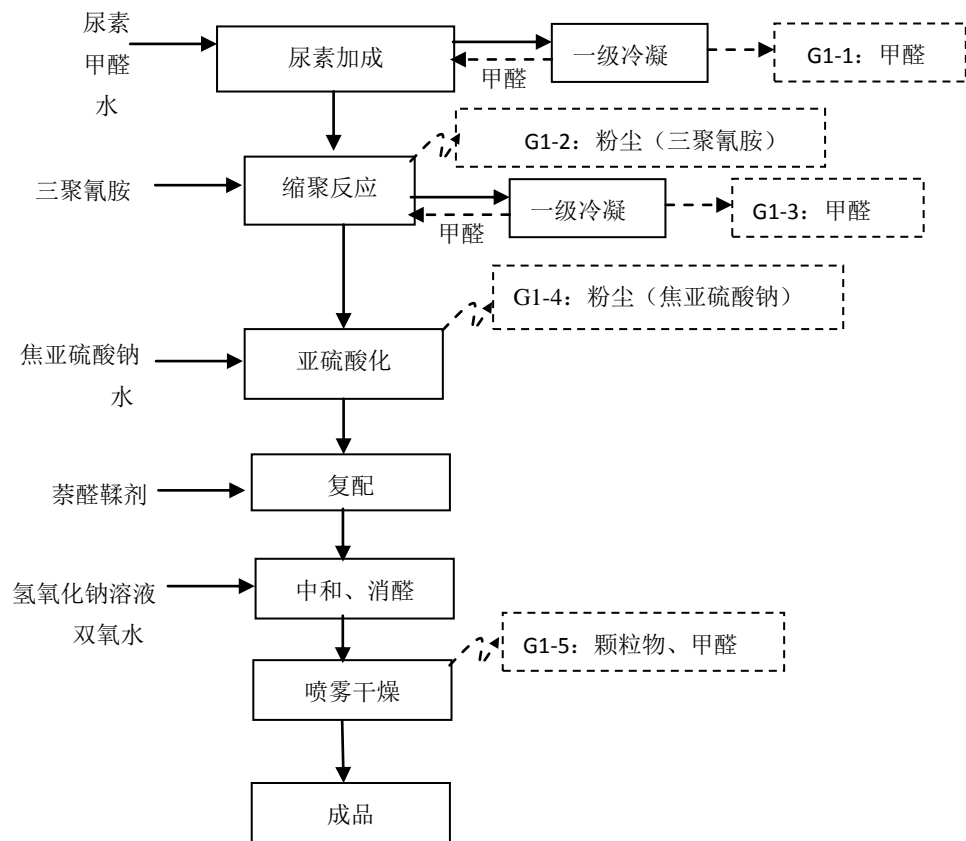 尿素
甲醛
水
尿素加成
甲醛
一级冷凝
G1-1：甲醛
G1-2：粉尘（三聚氰胺）
三聚氰胺
缩聚反应
甲醛
一级冷凝
G1-3：甲醛
G1-4：粉尘（焦亚硫酸钠）
焦亚硫酸钠
水
亚硫酸化
萘醛鞣剂
复配
氢氧化钠溶液
双氧水
中和、消醛
G1-5：颗粒物、甲醛
喷雾干燥
成品